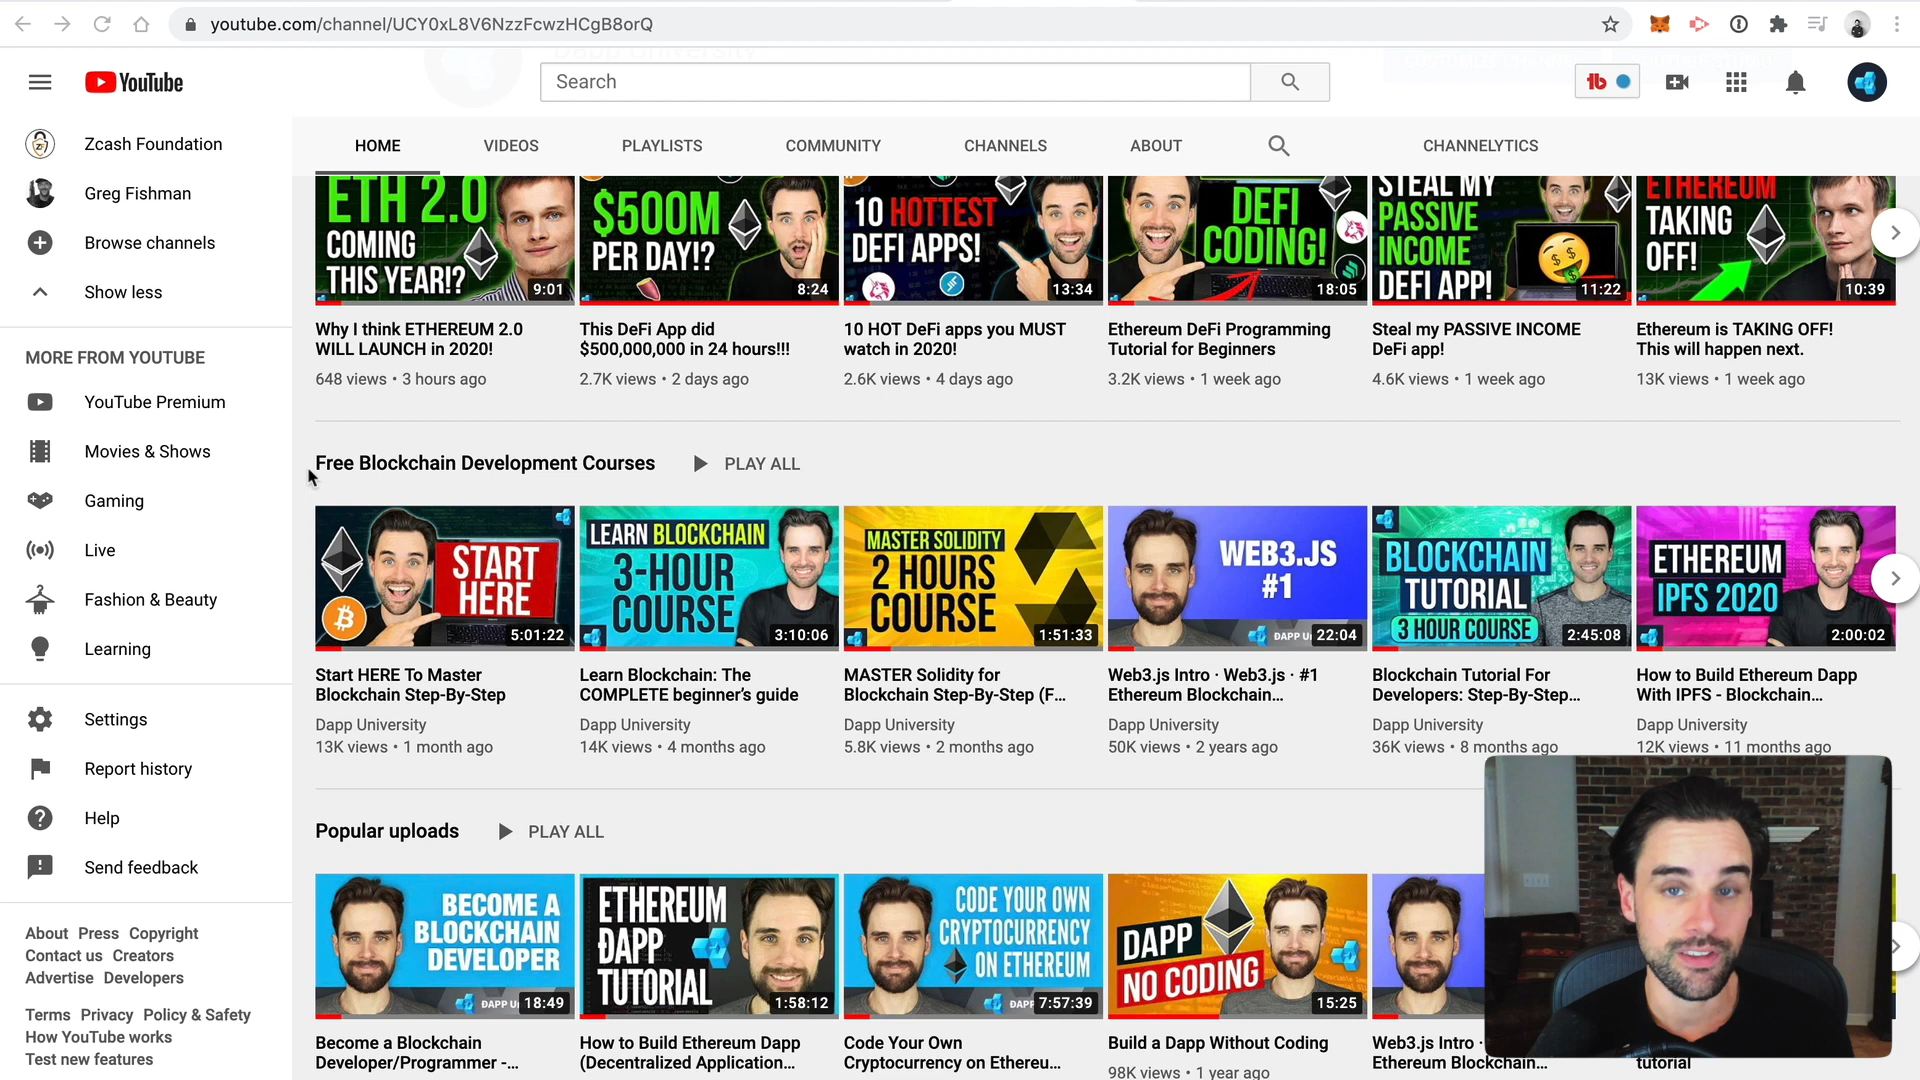 youtube.com/channel/UCY0xL8V6NzzFcwzHCgB8orQ
Dapp University
YouTube
Search
tb
Zcash Foundation
Greg Fishman
Browse channels
Show less
MORE FROM YOUTUBE
YouTube Premium
Movies & Shows
Gaming
Live
Fashion & Beauty
Learning
Settings
Report history
Help
Send feedback
About Press Copyright
Contact us Creators
Advertise Developers
Terms Privacy Policy & Safety
How YouTube works
Test new features
HOME VIDEOS PLAYLISTS COMMUNITY CHANNELS ABOUT CHANNELYTICS
ETH 2.0
COMING
THIS YEAR!?
9:01
Why I think ETHEREUM 2.0
WILL LAUNCH in 2020!
648 views • 3 hours ago
$500M
PER DAY!?
8:24
This DeFi App did
$500,000,000 in 24 hours!!!
2.7K views • 2 days ago
10 HOTTEST
DEFI APPS!
13:34
10 HOT DeFi apps you MUST
watch in 2020!
2.6K views • 4 days ago
DEFI
CODING!
18:05
Ethereum DeFi Programming
Tutorial for Beginners
3.2K views • 1 week ago
STEAL MY
PASSIVE
INCOME
DEFI APP!
11:22
Steal my PASSIVE INCOME
DeFi app!
4.6K views • 1 week ago
ETHEREUM
TAKING
OFF!
10:39
Ethereum is TAKING OFF!
This will happen next.
13K views • 1 week ago
Free Blockchain Development Courses PLAY ALL
START
HERE
5:01:22
Start HERE To Master
Blockchain Step-By-Step
Dapp University
13K views • 1 month ago
LEARN BLOCKCHAIN
3-HOUR
COURSE
3:10:06
Learn Blockchain: The
COMPLETE beginner's guide
Dapp University
14K views • 4 months ago
MASTER SOLIDITY
2 HOURS
COURSE
1:51:33
MASTER Solidity for
Blockchain Step-By-Step (F...
Dapp University
5.8K views • 2 months ago
WEB3.JS
#1
ĐAPP U
22:04
Web3.js Intro · Web3.js · #1
Ethereum Blockchain...
Dapp University
50K views • 2 years ago
BLOCKCHAIN
TUTORIAL
3 HOUR COURSE
2:45:08
Blockchain Tutorial For
Developers: Step-By-Step...
Dapp University
36K views • 8 months ago
ETHEREUM
IPFS 2020
2:00:02
How to Build Ethereum Dapp
With IPFS - Blockchain...
Dapp University
12K views • 11 months ago
Popular uploads PLAY ALL
BECOME A
BLOCKCHAIN
DEVELOPER
ĐAPP U
18:49
Become a Blockchain
Developer/Programmer -...
ETHEREUM
ĐAPP
TUTORIAL
1:58:12
How to Build Ethereum Dapp
(Decentralized Application...
CODE YOUR OWN
CRYPTOCURRENCY
ON ETHEREUM
ĐAPP
7:57:39
Code Your Own
Cryptocurrency on Ethereu...
DAPP
NO CODING
15:25
Build a Dapp Without Coding
98K views • 1 year ago
Web3.js Intro ·
Ethereum Blockchain...
tutorial